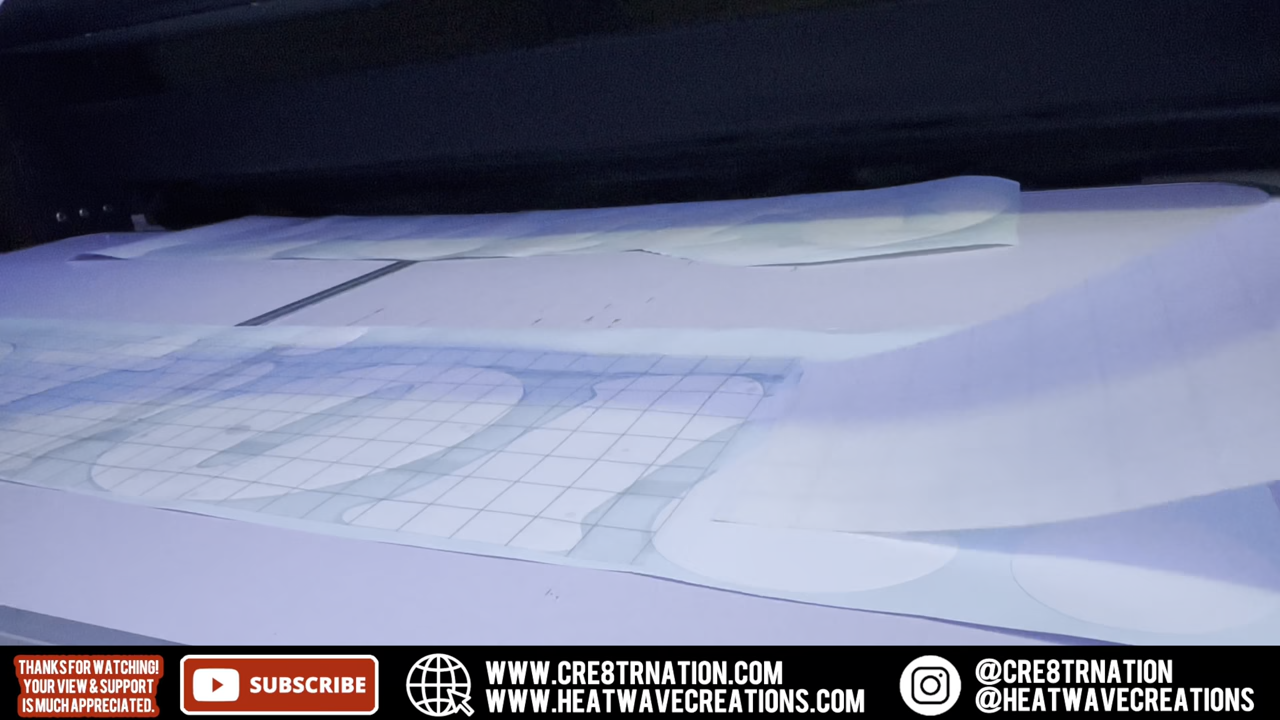 THANKS FOR WATCHING!
YOUR VIEW & SUPPORT
IS MUCH APPRECIATED.
SUBSCRIBE
WWW.CRE8TRNATION.COM
WWW.HEATWAVECREATIONS.COM
@CRE8TRNATION
@HEATWAVECREATIONS